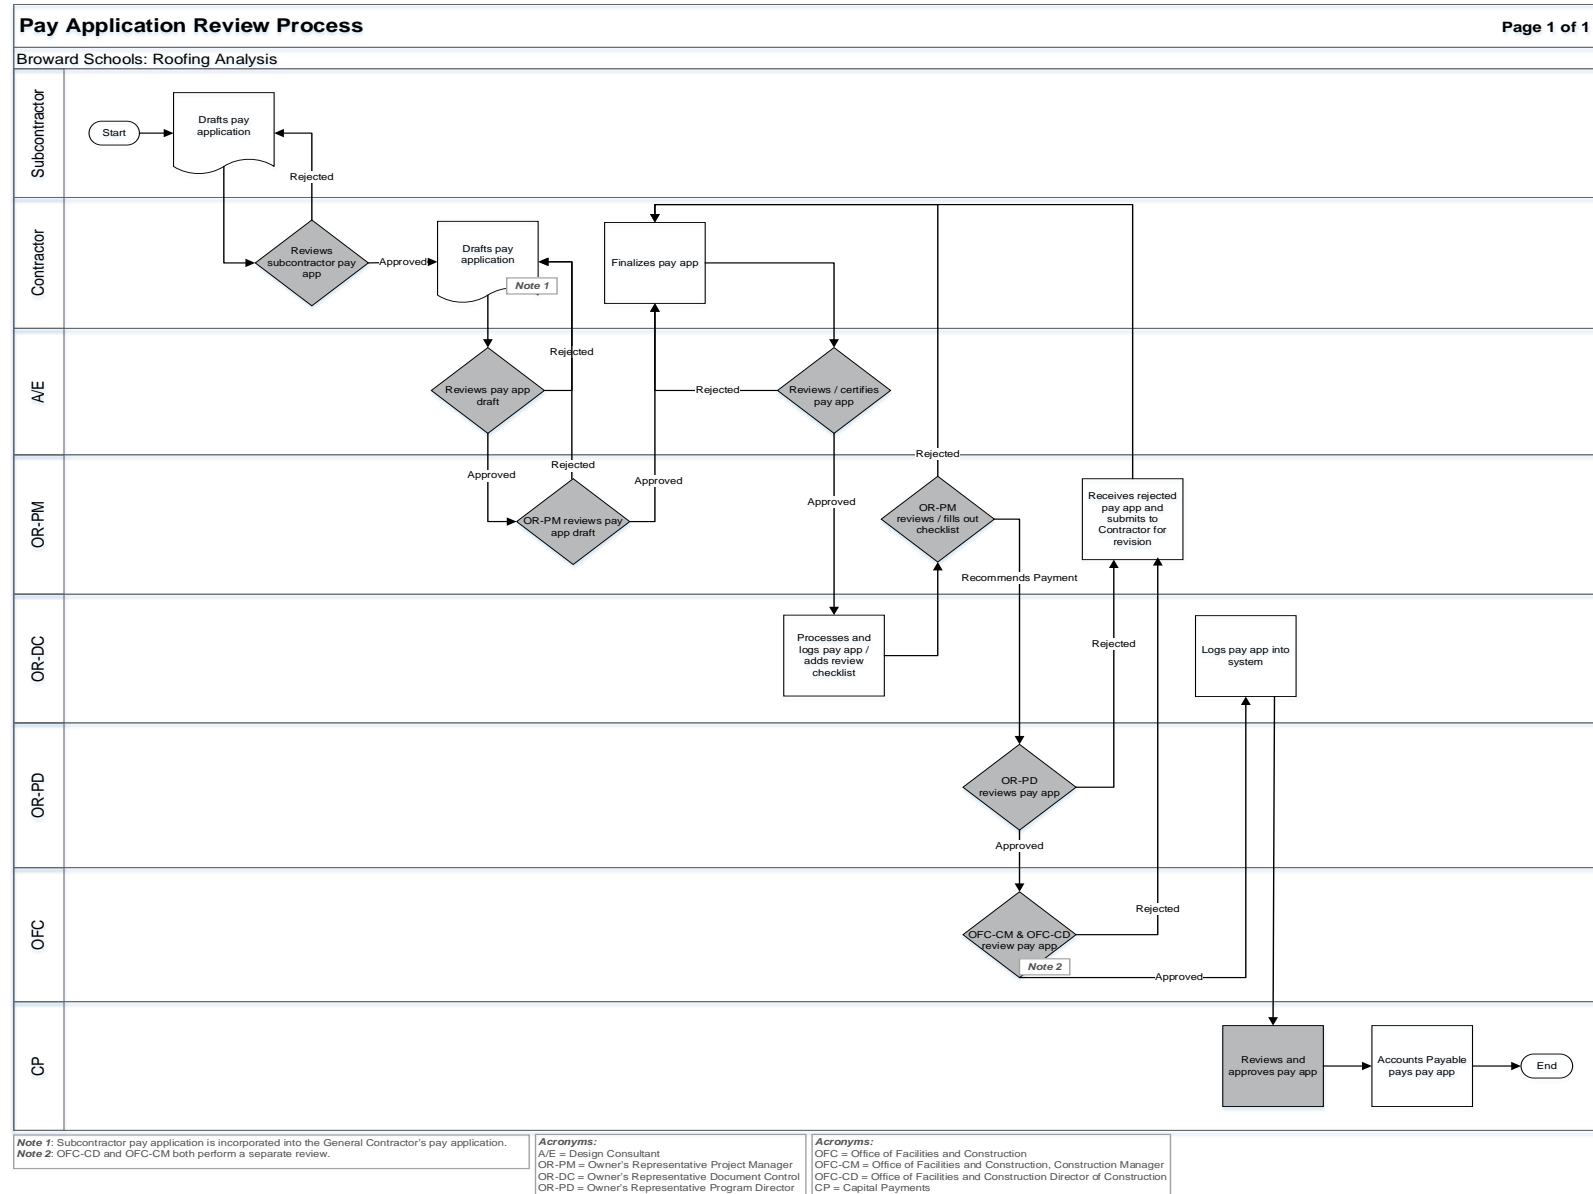 Pay Application Review Process
Page 1 of 1
Broward Schools: Roofing Analysis
Subcontractor
Start
Drafts pay
application
Rejected
Contractor
Reviews
subcontractor pay
app
Approved
Drafts pay
application
Note 1
Finalizes pay app
A/E
Reviews pay app
draft
Rejected
Rejected
Reviews / certifies
pay app
OR-PM
Approved
Rejected
OR-PM reviews pay
app draft
Approved
Approved
Rejected
OR-PM
reviews / fills out
checklist
Recommends Payment
Receives rejected
pay app and
submits to
Contractor for
revision
OR-DC
Processes and
logs pay app /
adds review
checklist
Rejected
Logs pay app into
system
OR-PD
OR-PD
reviews pay app
Approved
OFC
OFC-CM & OFC-CD
review pay app
Note 2
Rejected
Approved
CP
Reviews and
approves pay app
Accounts Payable
pays pay app
End
Note 1: Subcontractor pay application is incorporated into the General Contractor's pay application.
Note 2: OFC-CD and OFC-CM both perform a separate review.
Acronyms:
A/E = Design Consultant
OR-PM = Owner's Representative Project Manager
OR-DC = Owner's Representative Document Control
OR-PD = Owner's Representative Program Director
Acronyms:
OFC = Office of Facilities and Construction
OFC-CM = Office of Facilities and Construction, Construction Manager
OFC-CD = Office of Facilities and Construction Director of Construction
CP = Capital Payments